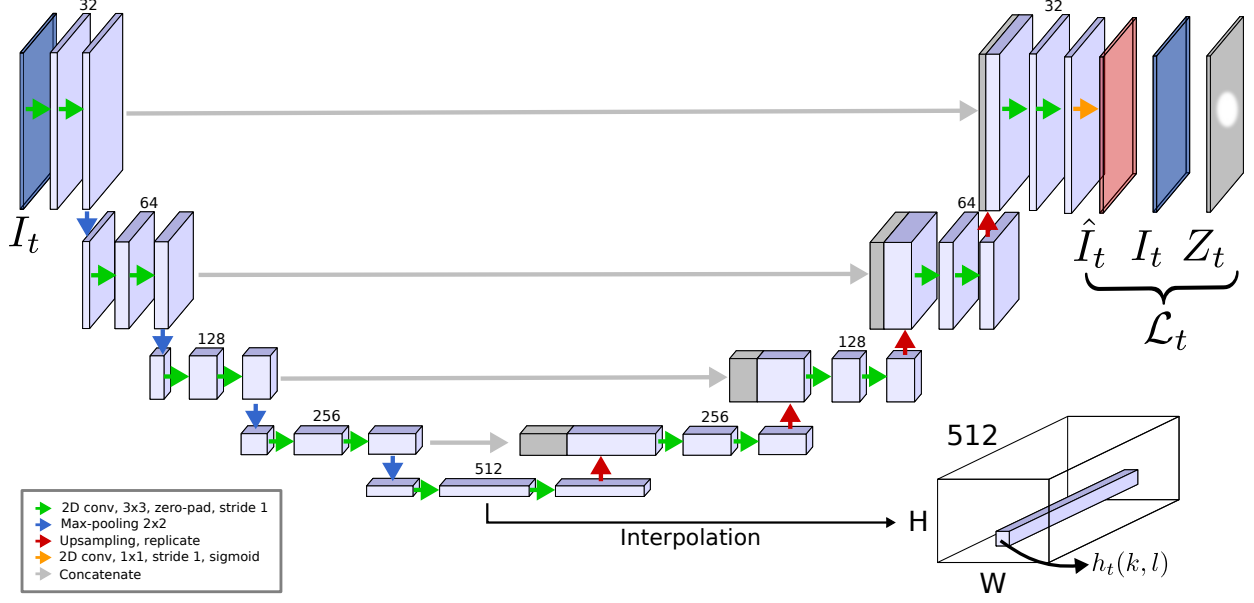 32
32
I_t
64
64
Î_t I_t Z_t
ℒ_t
128
128
256
256
512
512
H
W
h_t(k, l)
Interpolation
2D conv, 3x3, zero-pad, stride 1
Max-pooling 2x2
Upsampling, replicate
2D conv, 1x1, stride 1, sigmoid
Concatenate